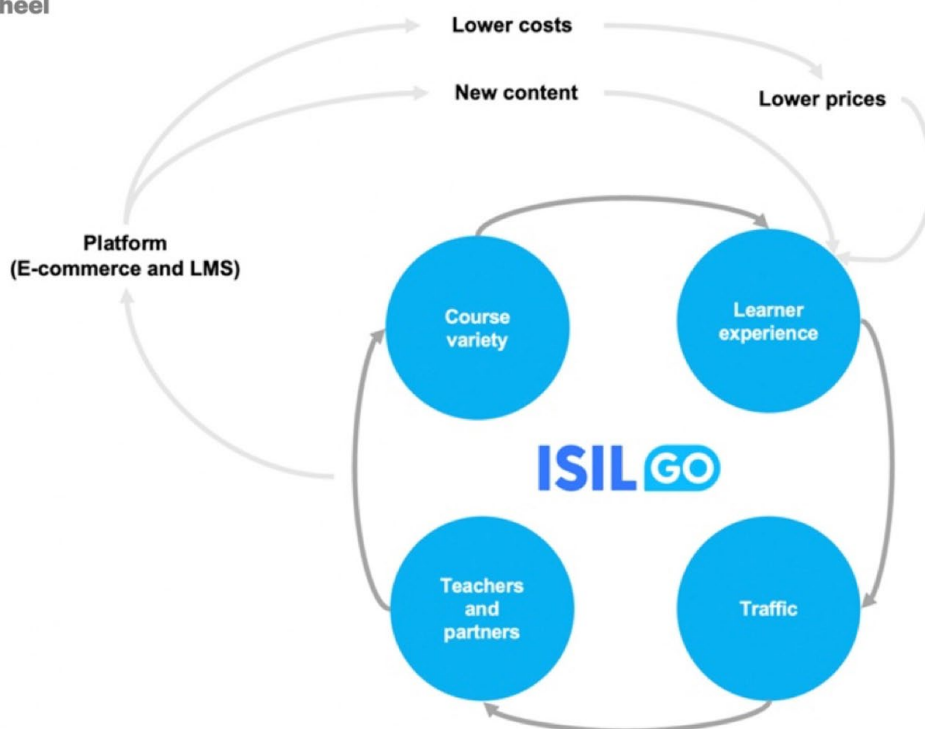 heel
Lower costs
New content
Lower prices
Platform
(E-commerce and LMS)
Course
variety
Learner
experience
ISIL GO
Teachers
and
partners
Traffic